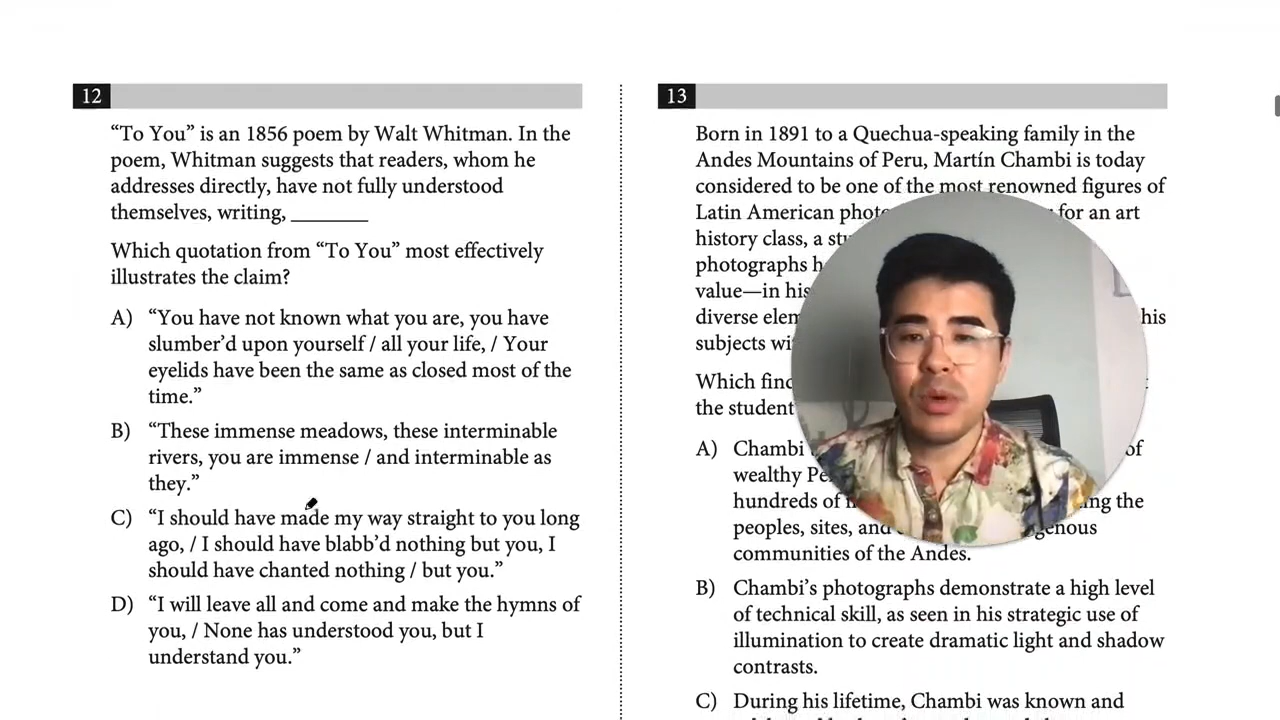 12
“To You” is an 1856 poem by Walt Whitman. In the
poem, Whitman suggests that readers, whom he
addresses directly, have not fully understood
themselves, writing, _______
Which quotation from “To You” most effectively
illustrates the claim?
A) “You have not known what you are, you have
slumber’d upon yourself / all your life, / Your
eyelids have been the same as closed most of the
time.”
B) “These immense meadows, these interminable
rivers, you are immense / and interminable as
they.”
C) “I should have made my way straight to you long
ago, / I should have blabb’d nothing but you, I
should have chanted nothing / but you.”
D) “I will leave all and come and make the hymns of
you, / None has understood you, but I
understand you.”
13
Born in 1891 to a Quechua-speaking family in the
Andes Mountains of Peru, Martín Chambi is today
considered to be one of the most renowned figures of
Latin American for an art
history class, a
photographs
value—in his
diverse his
subjects
Which
the student
A) Chambi of
wealthy
hundreds of the
peoples, sites, and
communities of the Andes.
B) Chambi’s photographs demonstrate a high level
of technical skill, as seen in his strategic use of
illumination to create dramatic light and shadow
contrasts.
C) During his lifetime, Chambi was known and